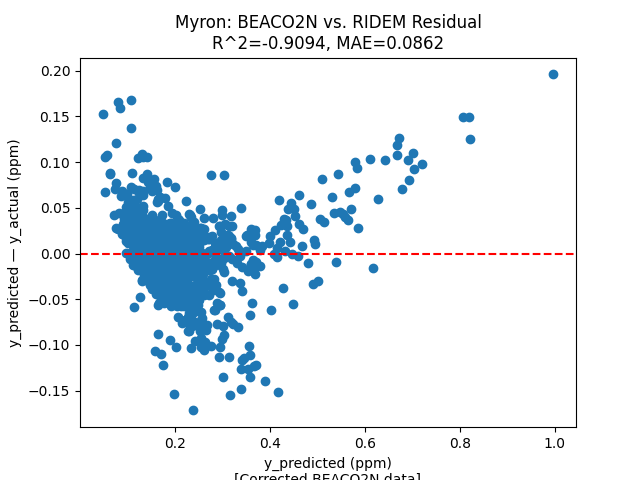 Myron: BEACO2N vs. RIDEM Residual
R^2=-0.9094, MAE=0.0862
y_predicted — y_actual (ppm)
0.20
0.15
0.10
0.05
0.00
−0.05
−0.10
−0.15
0.2 0.4 0.6 0.8 1.0
y_predicted (ppm)
[Corrected BEACO2N data]